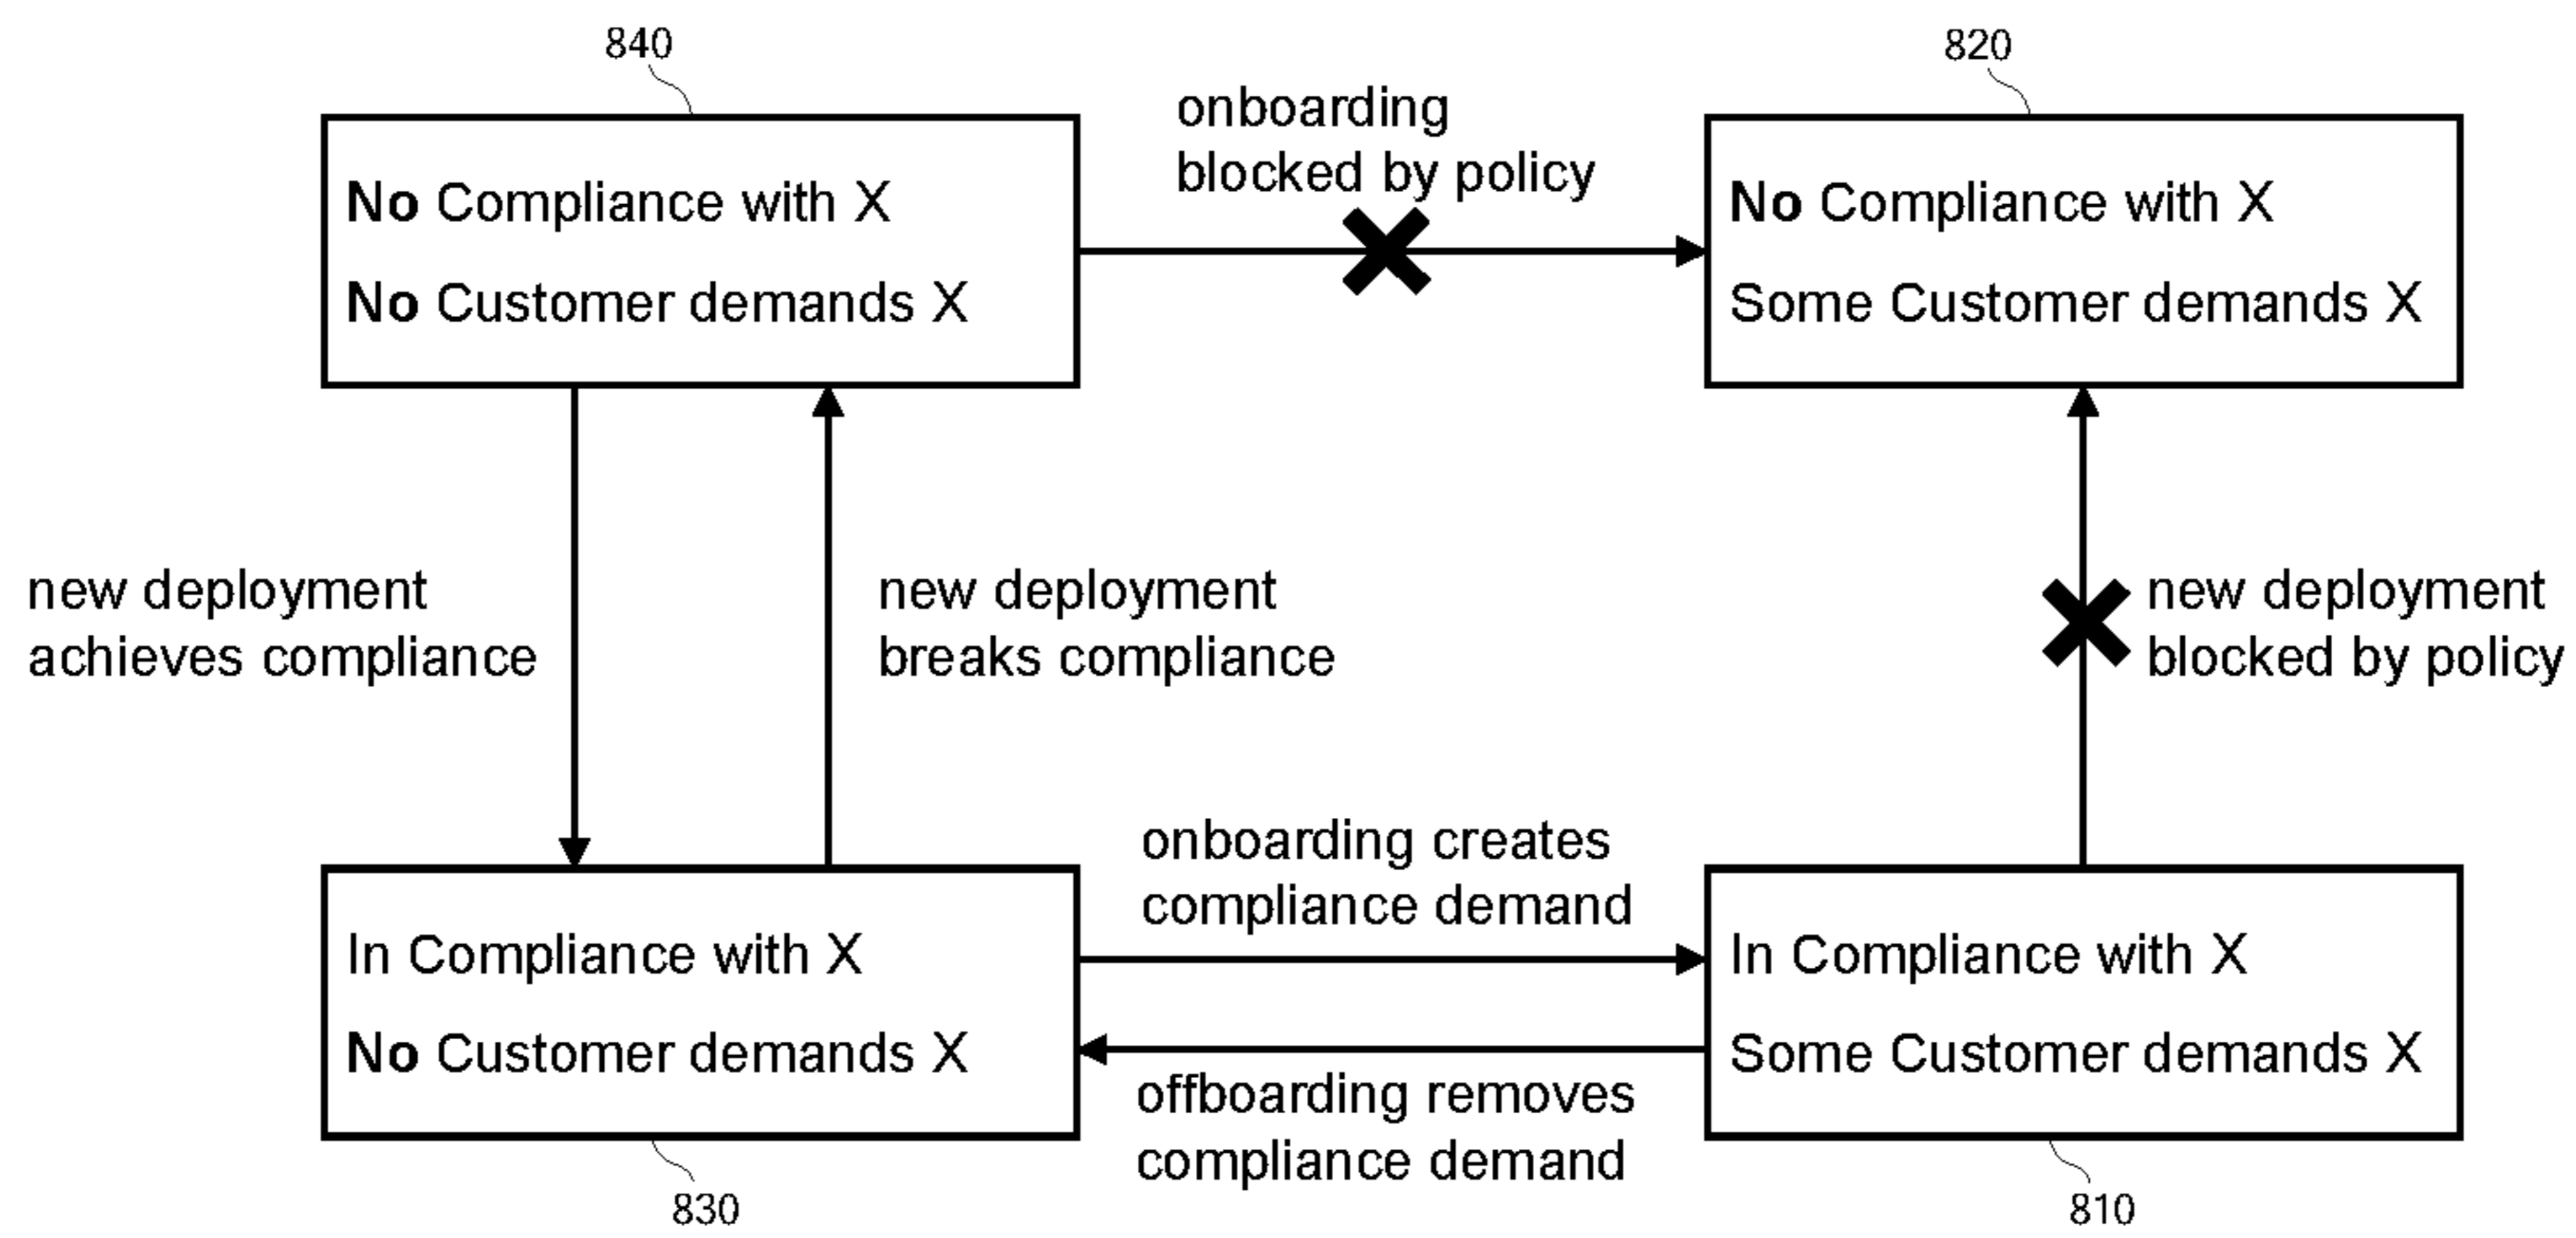 840
820
onboarding
blocked by policy
No Compliance with X
No Customer demands X
No Compliance with X
Some Customer demands X
new deployment
achieves compliance
new deployment
breaks compliance
new deployment
blocked by policy
onboarding creates
compliance demand
In Compliance with X
No Customer demands X
In Compliance with X
Some Customer demands X
offboarding removes
compliance demand
830
810